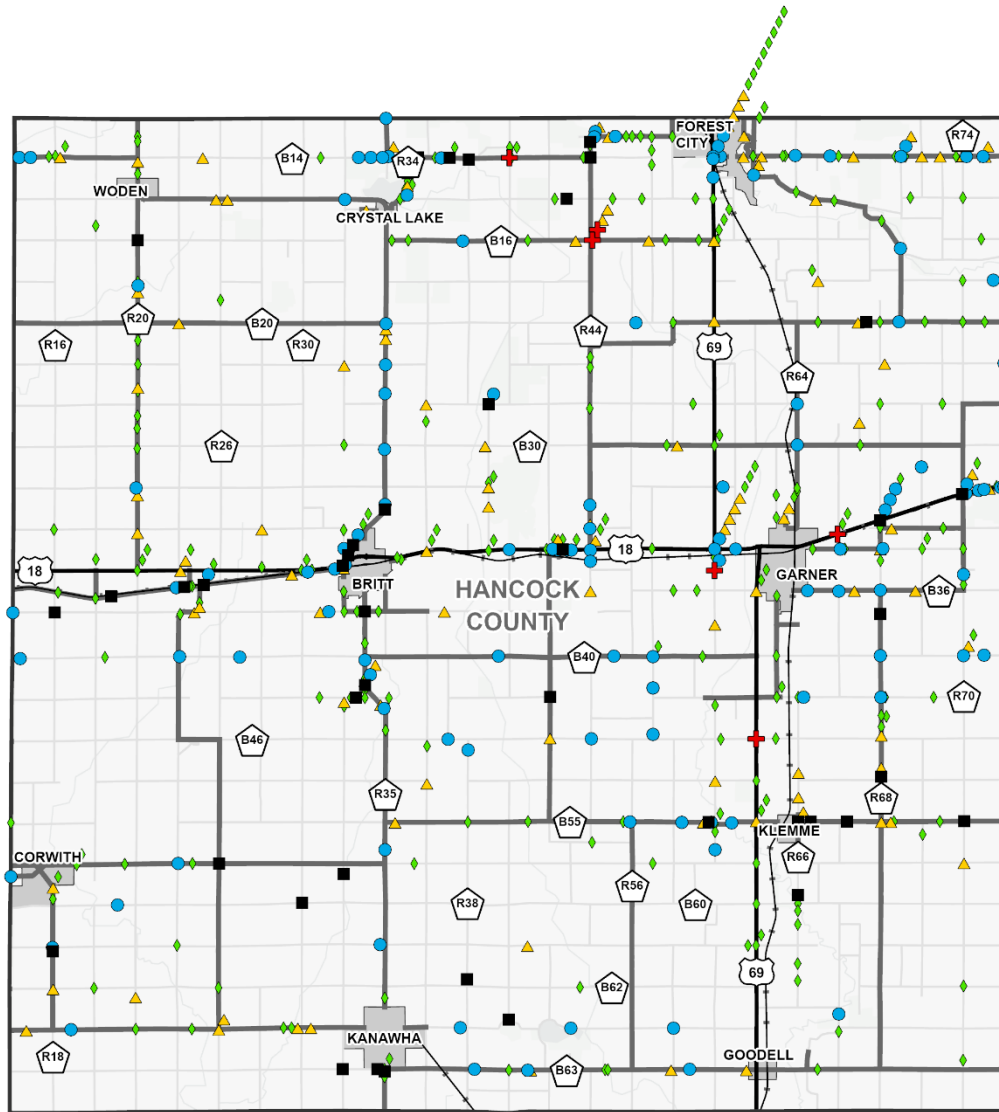 FOREST
CITY
R74
B14
R34
WODEN
CRYSTAL LAKE
B16
R20
B20
R16
R30
R44
69
R64
R26
B30
18
18
BRITT
HANCOCK
COUNTY
GARNER
B36
B40
R70
B46
R35
R68
B55
KLEMME
CORWITH
R66
R56
R38
B60
69
B62
KANAWHA
GOODELL
R18
B63